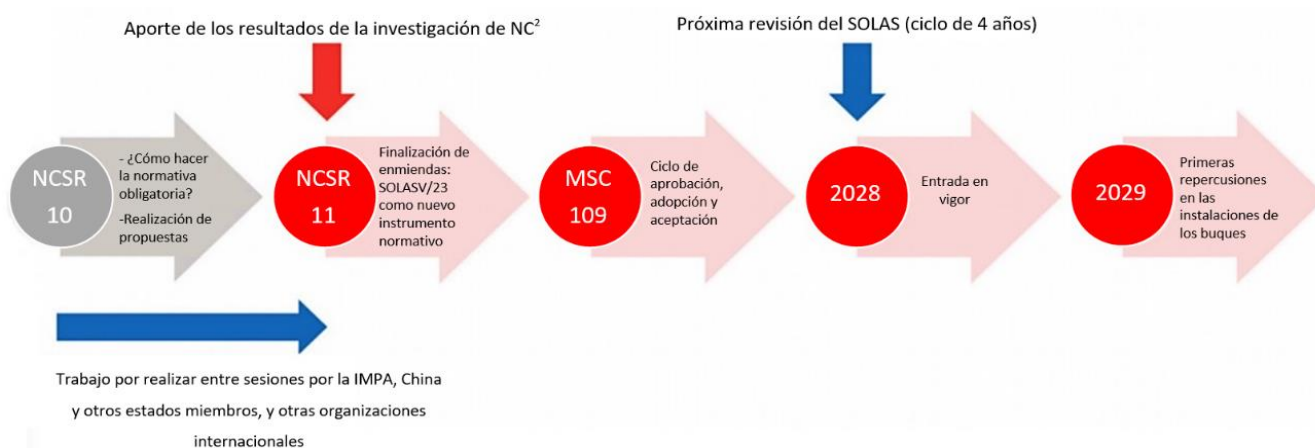 Aporte de los resultados de la investigación de NC²
Próxima revisión del SOLAS (ciclo de 4 años)
NCSR
10
- ¿Cómo hacer
la normativa
obligatoria?
-Realización de
propuestas
NCSR
11
Finalización de
enmiendas:
SOLASV/23
como nuevo
instrumento
normativo
MSC
109
Ciclo de
aprobación,
adopción y
aceptación
2028
Entrada en
vigor
2029
Primeras
repercusiones
en las
instalaciones de
los buques
Trabajo por realizar entre sesiones por la IMPA, China
y otros estados miembros, y otras organizaciones
internacionales